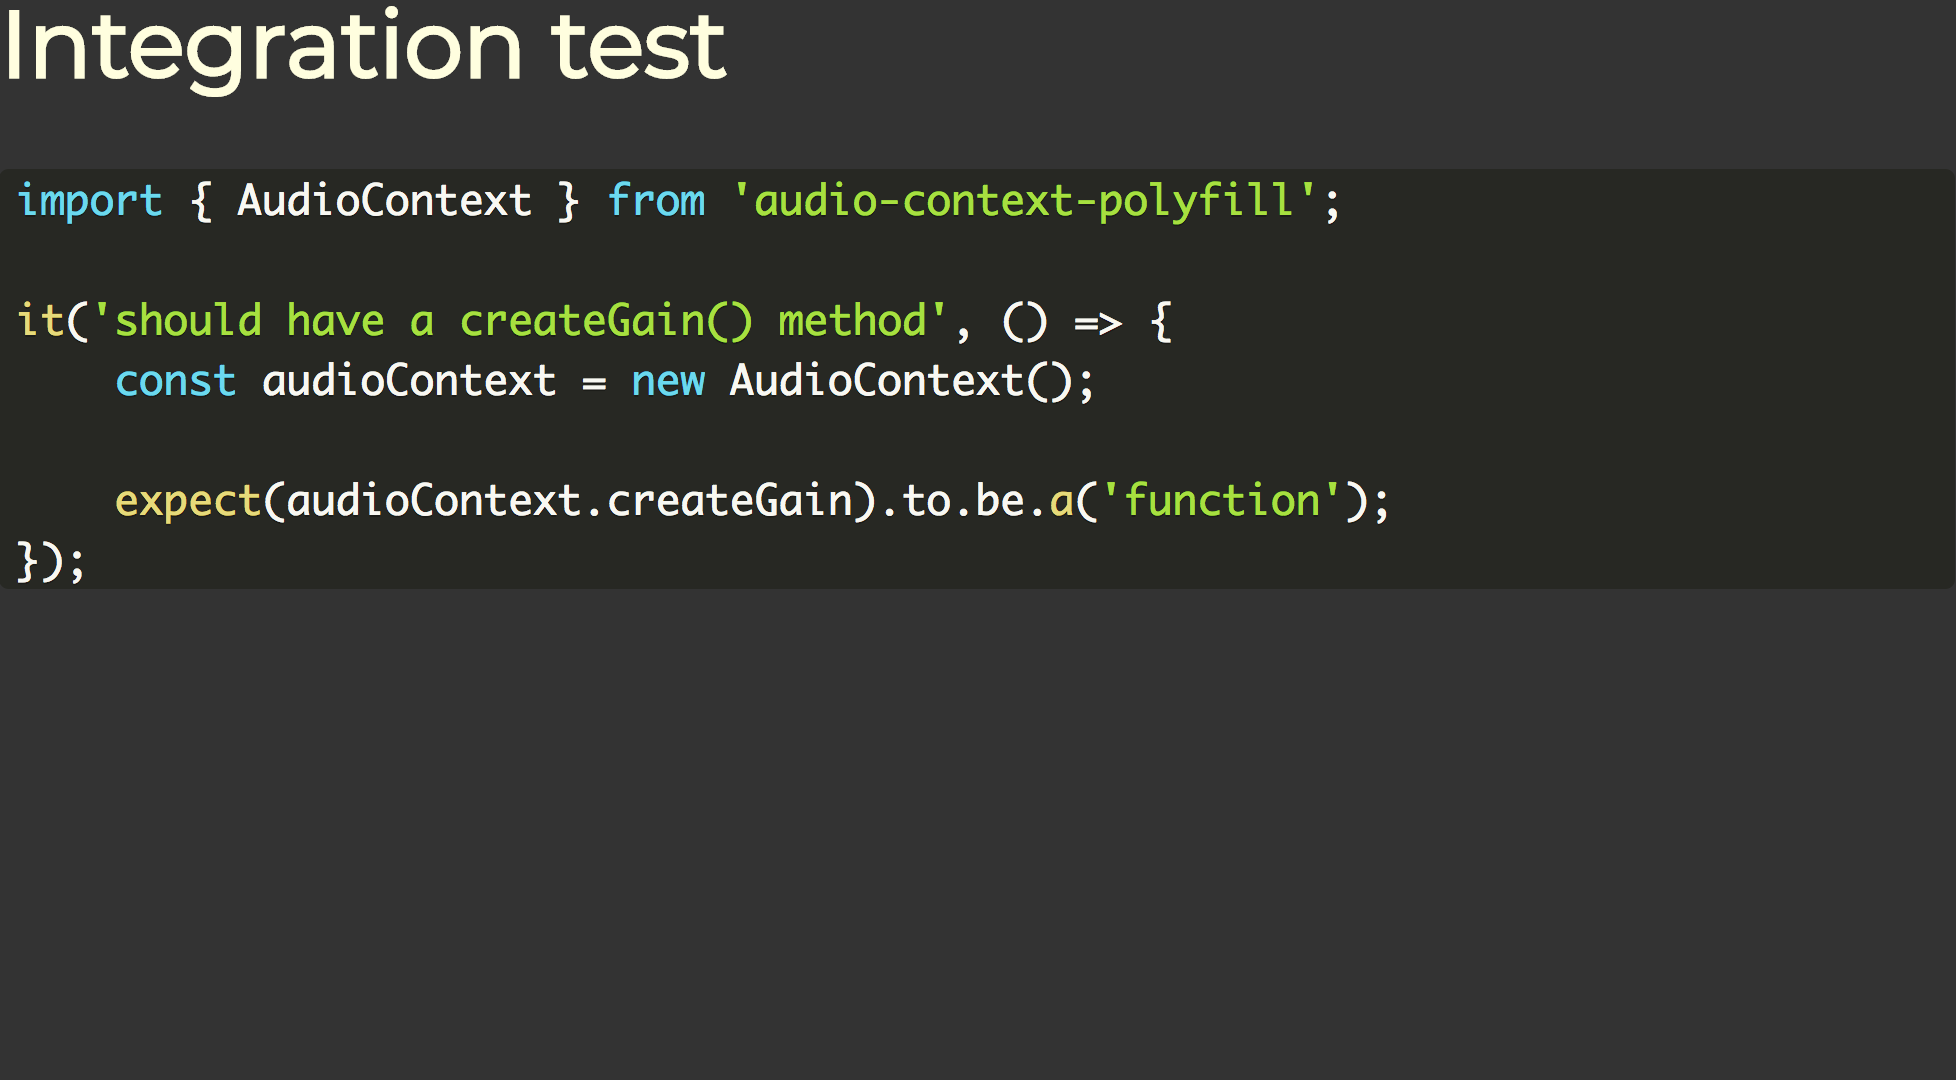 Integration test
import { AudioContext } from 'audio-context-polyfill';
it('should have a createGain() method', () => {
    const audioContext = new AudioContext();
    expect(audioContext.createGain).to.be.a('function');
});